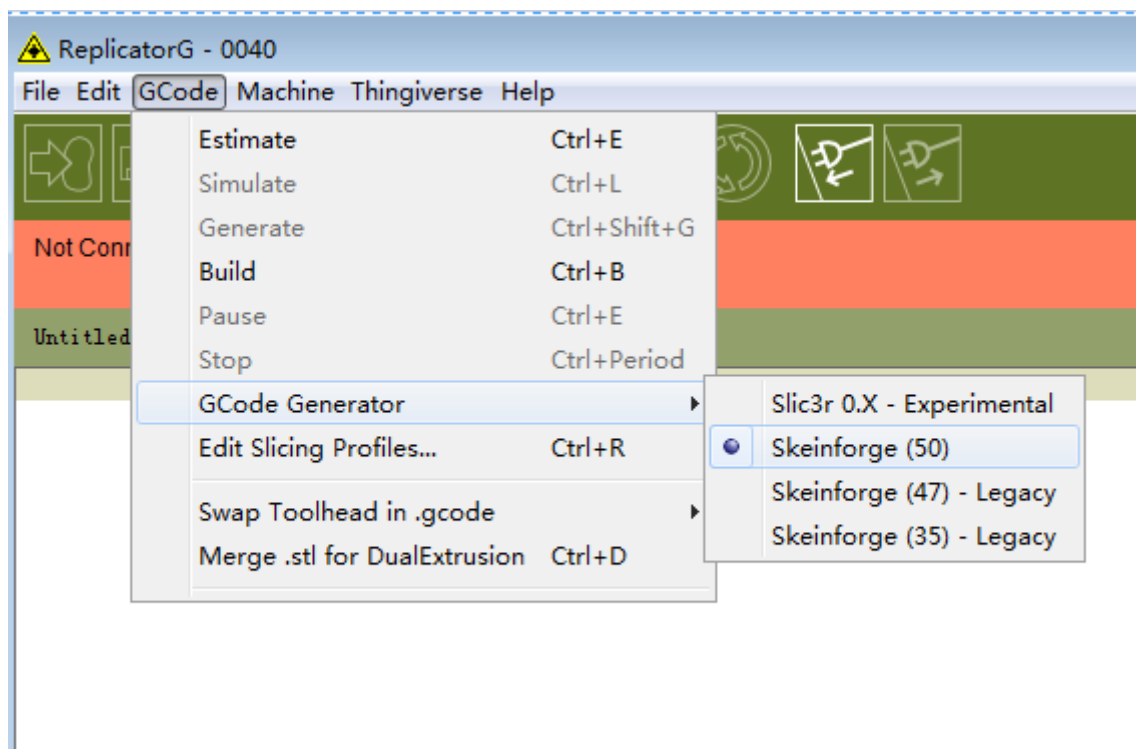 ReplicatorG - 0040
File Edit GCode Machine Thingiverse Help
Estimate Ctrl+E
Simulate Ctrl+L
Generate Ctrl+Shift+G
Not
Build Ctrl+B
Pause Ctrl+E
Untitled
Stop Ctrl+Period
GCode Generator
Slic3r 0.X - Experimental
Edit Slicing Profiles... Ctrl+R
Skeinforge (50)
Skeinforge (47) - Legacy
Swap Toolhead in .gcode
Skeinforge (35) - Legacy
Merge .stl for DualExtrusion Ctrl+D